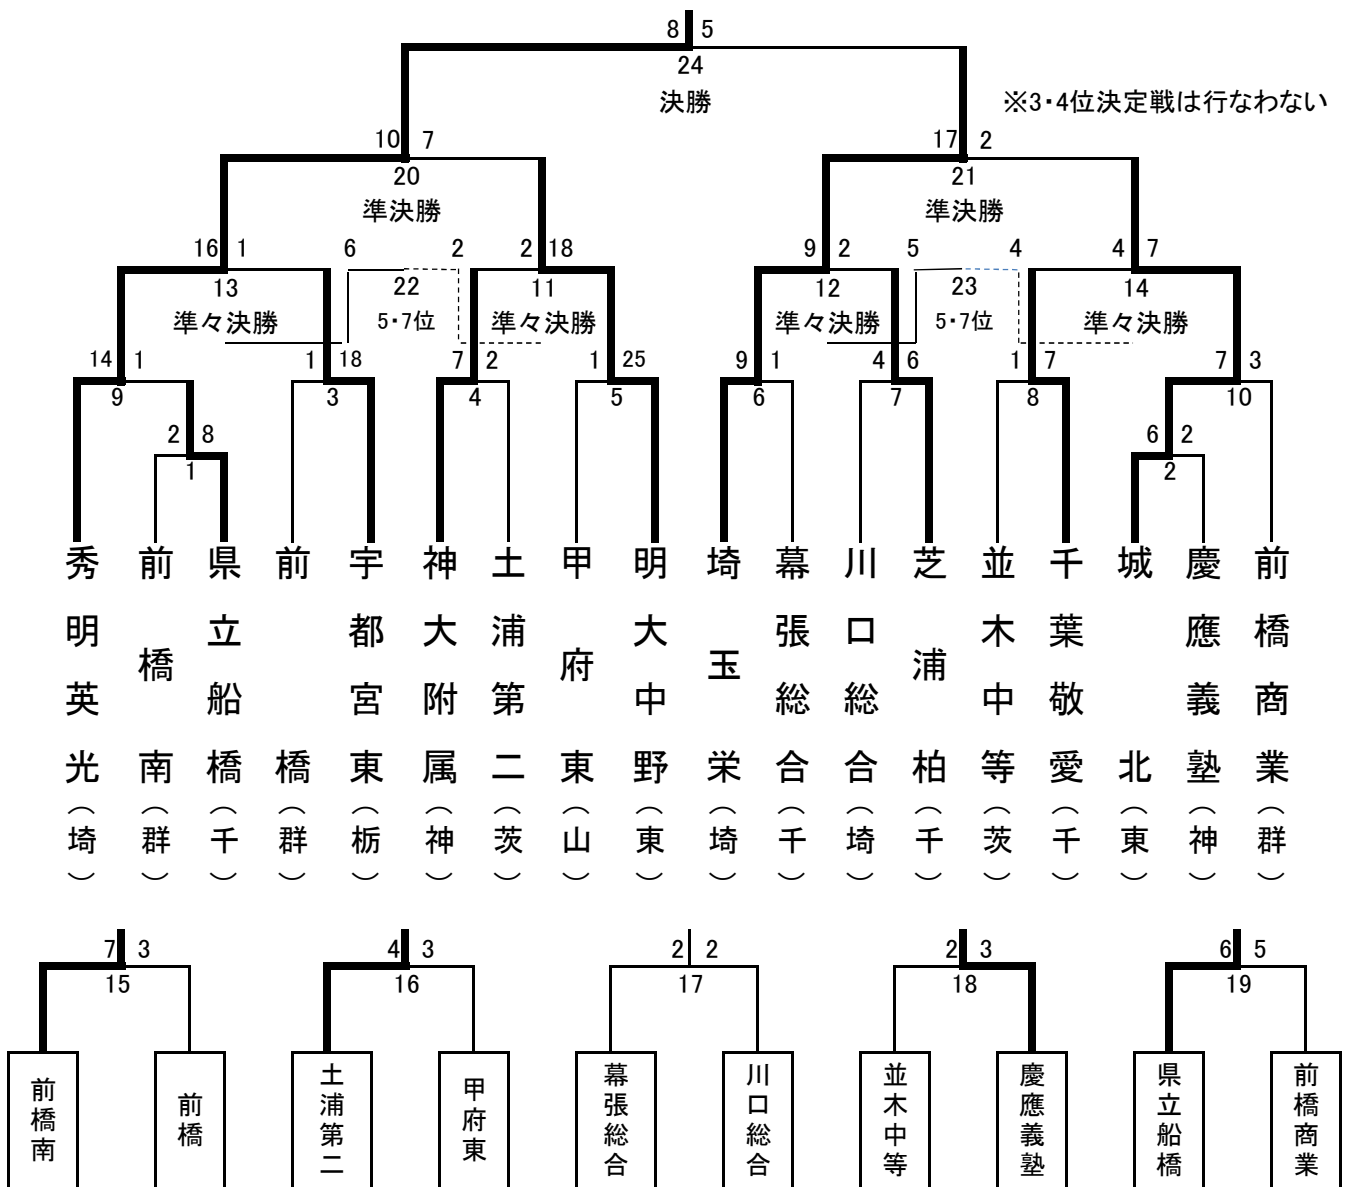 8 5
24
決勝
※3・4位決定戦は行なわない
10 7 17 2
20 21
準決勝 準決勝
16 1 6 2 2 18 9 2 5 4 4 7
13 22 11 12 23 14
準々決勝 5・7位 準々決勝 準々決勝 5・7位 準々決勝
14 1 1 18 7 2 1 25 9 1 4 6 1 7 7 3
9 3 4 5 6 7 8 10
2 8 6 2
1 2
秀明英光（埼）
前橋南（群）
県立船橋（千）
前橋（群）
宇都宮東（栃）
神大附属（神）
土浦第二（茨）
甲府東（山）
明大中野（東）
埼玉栄（埼）
幕張総合（千）
川口総合（埼）
芝浦柏（千）
並木中等（茨）
千葉敬愛（千）
城北（東）
慶應義塾（神）
前橋商業（群）
7 3 4 3 2 2 2 3 6 5
15 16 17 18 19
前橋南
前橋
土浦第二
甲府東
幕張総合
川口総合
並木中等
慶應義塾
県立船橋
前橋商業